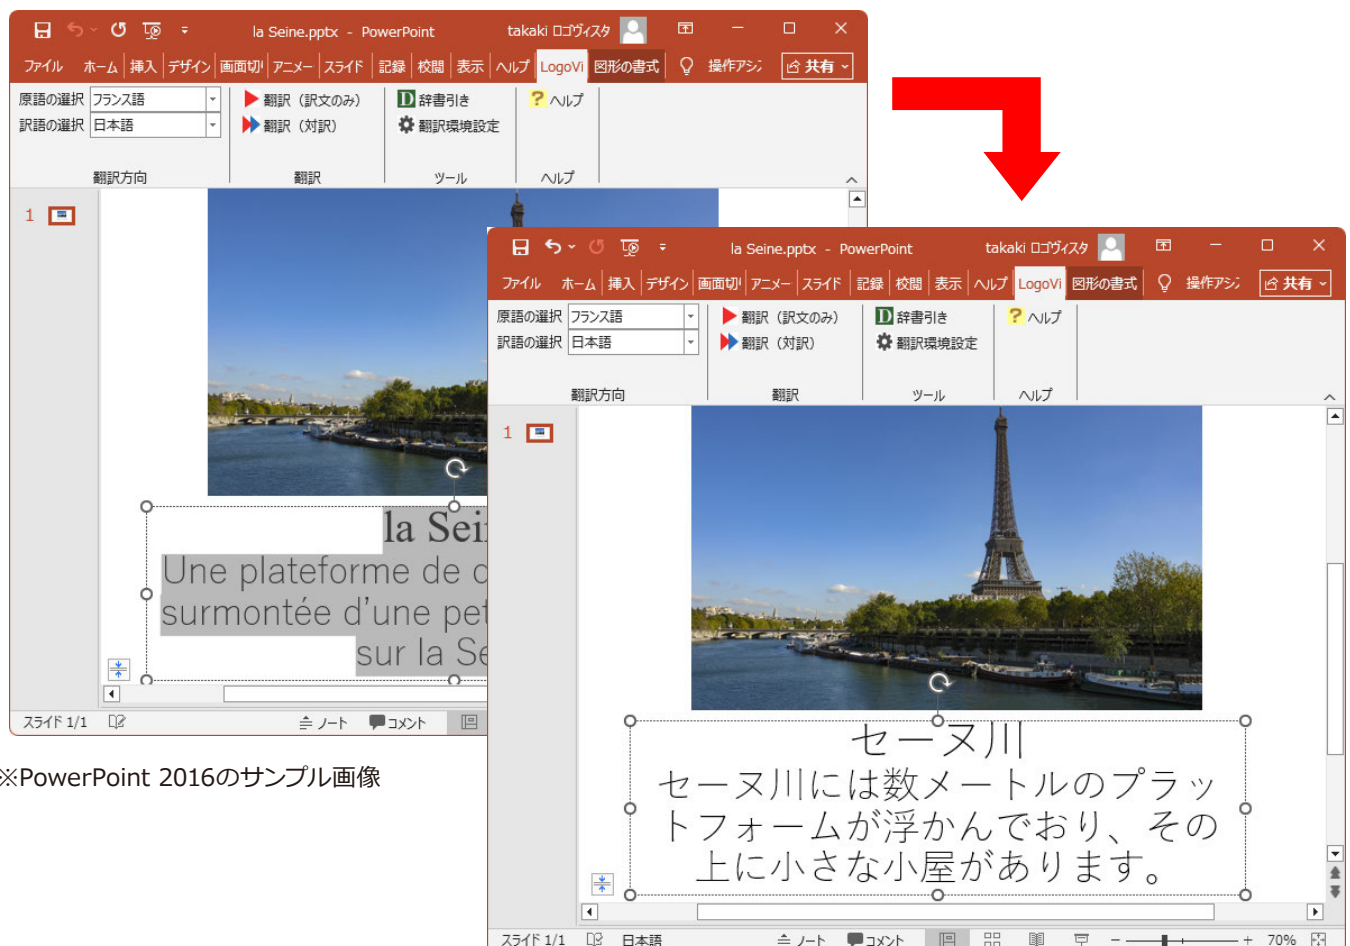 la Seine.pptx - PowerPoint
takaki ロゴヴィスタ
ファイル ホーム 挿入 デザイン 画面切り アニメー スライド 記録 校閲 表示 ヘルプ LogoVi 図形の書式 操作アシ 共有
原語の選択 フランス語
訳語の選択 日本語
翻訳方向
翻訳（訳文のみ）
翻訳（対訳）
翻訳
D 辞書引き
翻訳環境設定
ツール
? ヘルプ
ヘルプ
1
la Sei
Une plateforme de d
surmontée d'une pet
sur la Se
スライド 1/1
ノート
コメント
※PowerPoint 2016のサンプル画像
la Seine.pptx - PowerPoint
takaki ロゴヴィスタ
ファイル ホーム 挿入 デザイン 画面切り アニメー スライド 記録 校閲 表示 ヘルプ LogoVi 図形の書式 操作アシ 共有
原語の選択 フランス語
訳語の選択 日本語
翻訳方向
翻訳（訳文のみ）
翻訳（対訳）
翻訳
D 辞書引き
翻訳環境設定
ツール
? ヘルプ
ヘルプ
1
セーヌ川
セーヌ川には数メートルのプラッ
トフォームが浮かんでおり、その
上に小さな小屋があります。
スライド 1/1
日本語
ノート
コメント
70%